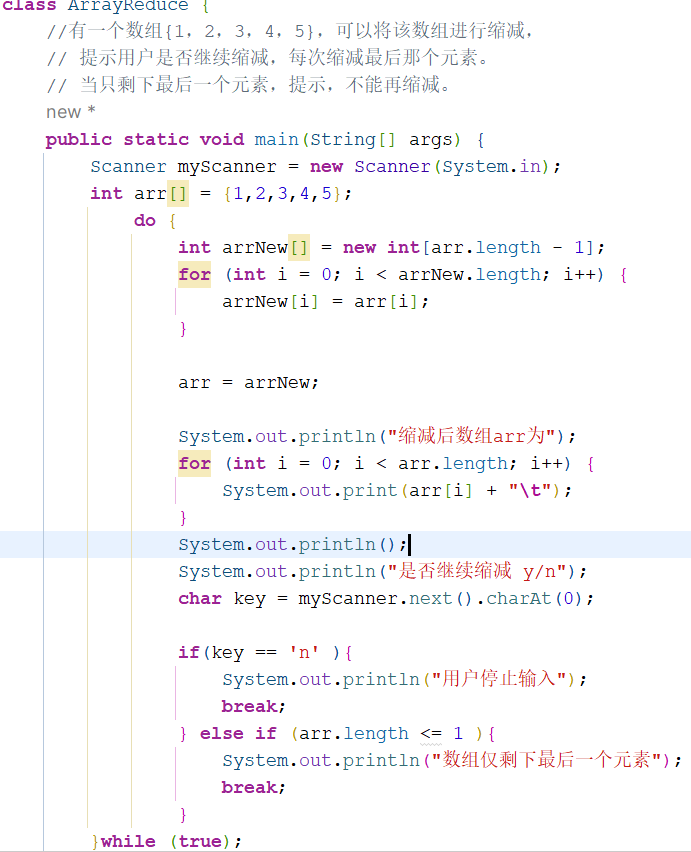 class ArrayReduce {
//有一个数组{1, 2, 3, 4, 5}, 可以将该数组进行缩减,
// 提示用户是否继续缩减, 每次缩减最后那个元素。
// 当只剩下最后一个元素, 提示, 不能再缩减。
new *
public static void main(String[] args) {
Scanner myScanner = new Scanner(System.in);
int arr[] = {1,2,3,4,5};
do {
int arrNew[] = new int[arr.length - 1];
for (int i = 0; i < arrNew.length; i++) {
arrNew[i] = arr[i];
}
arr = arrNew;
System.out.println("缩减后数组arr为");
for (int i = 0; i < arr.length; i++) {
System.out.print(arr[i] + "\t");
}
System.out.println();
System.out.println("是否继续缩减 y/n");
char key = myScanner.next().charAt(0);
if(key == 'n' ){
System.out.println("用户停止输入");
break;
} else if (arr.length <= 1 ){
System.out.println("数组仅剩下最后一个元素");
break;
}
}while (true);